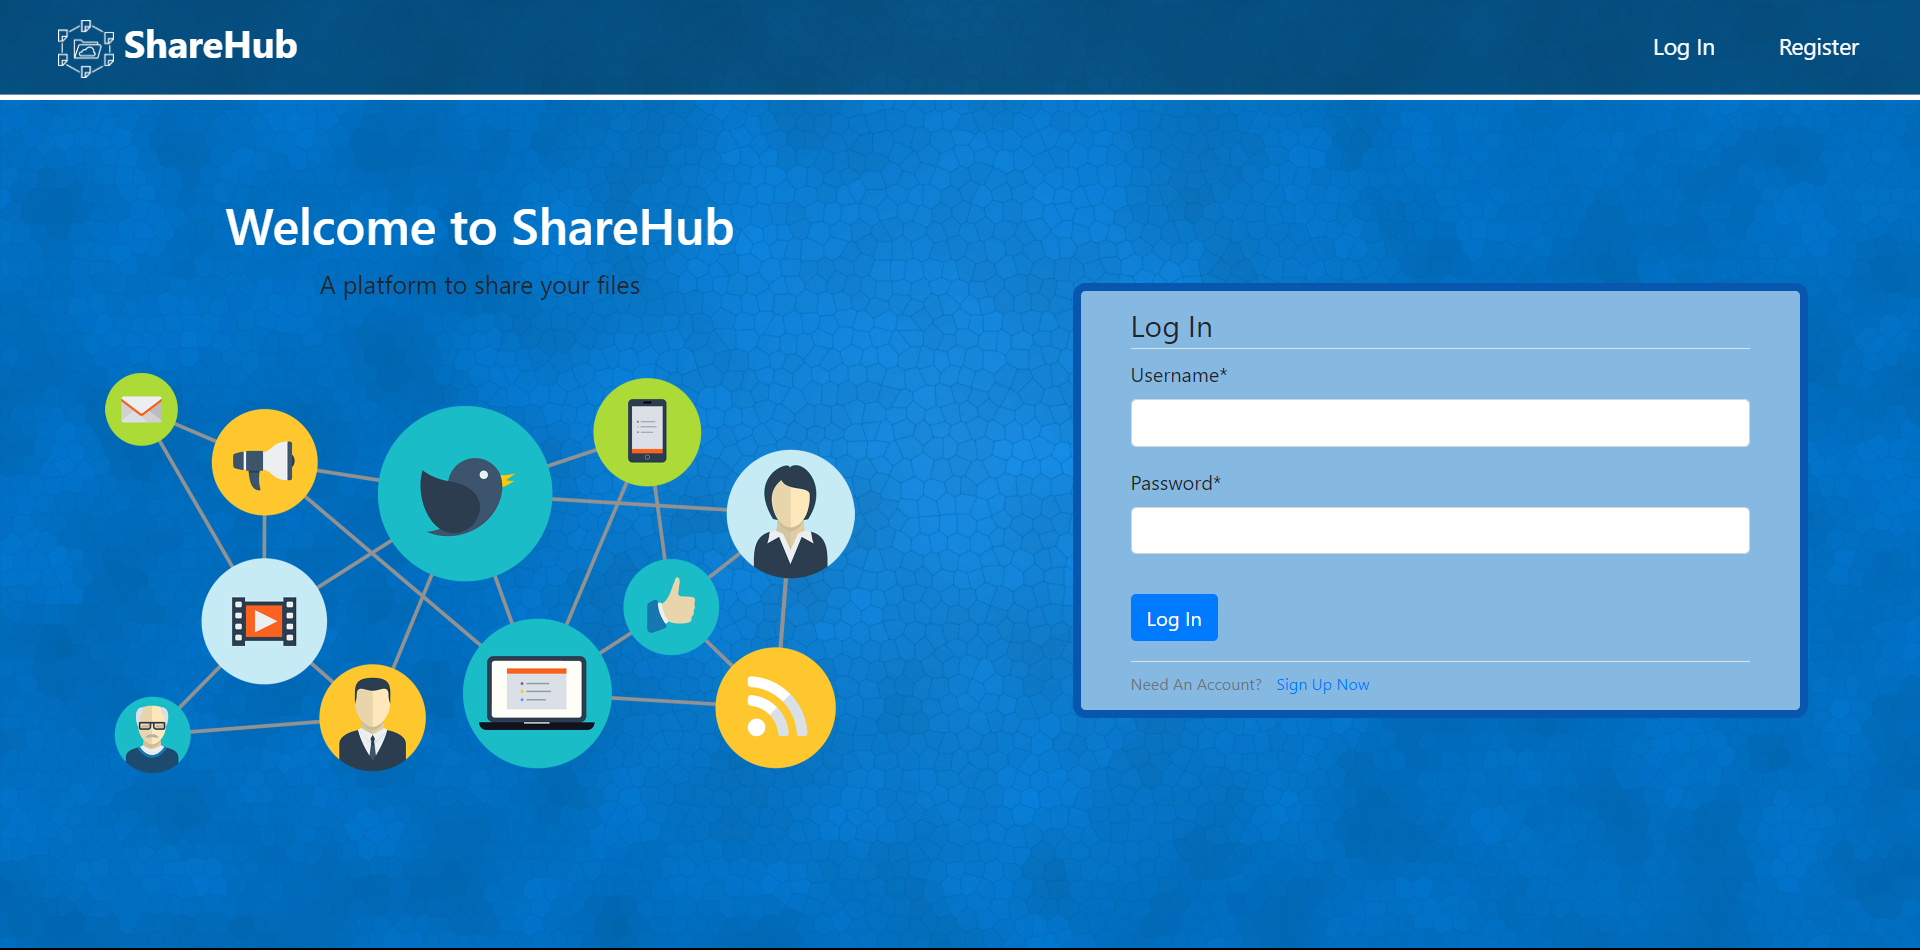 ShareHub
Log In
Register
Welcome to ShareHub
A platform to share your files
Log In
Username*
Password*
Log In
Need An Account? Sign Up Now